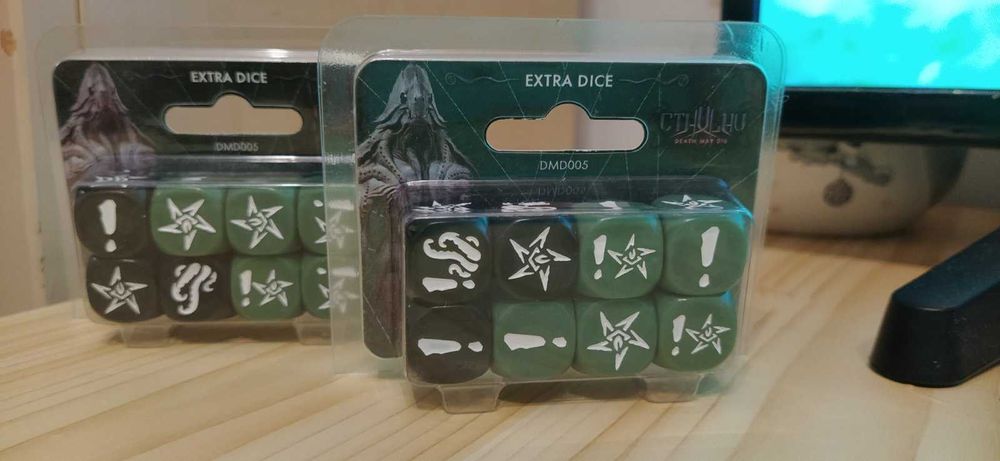 EXTRA DICE
DMD005
EXTRA DICE
CTHULHU
DEATH MAY DIE
DMD005